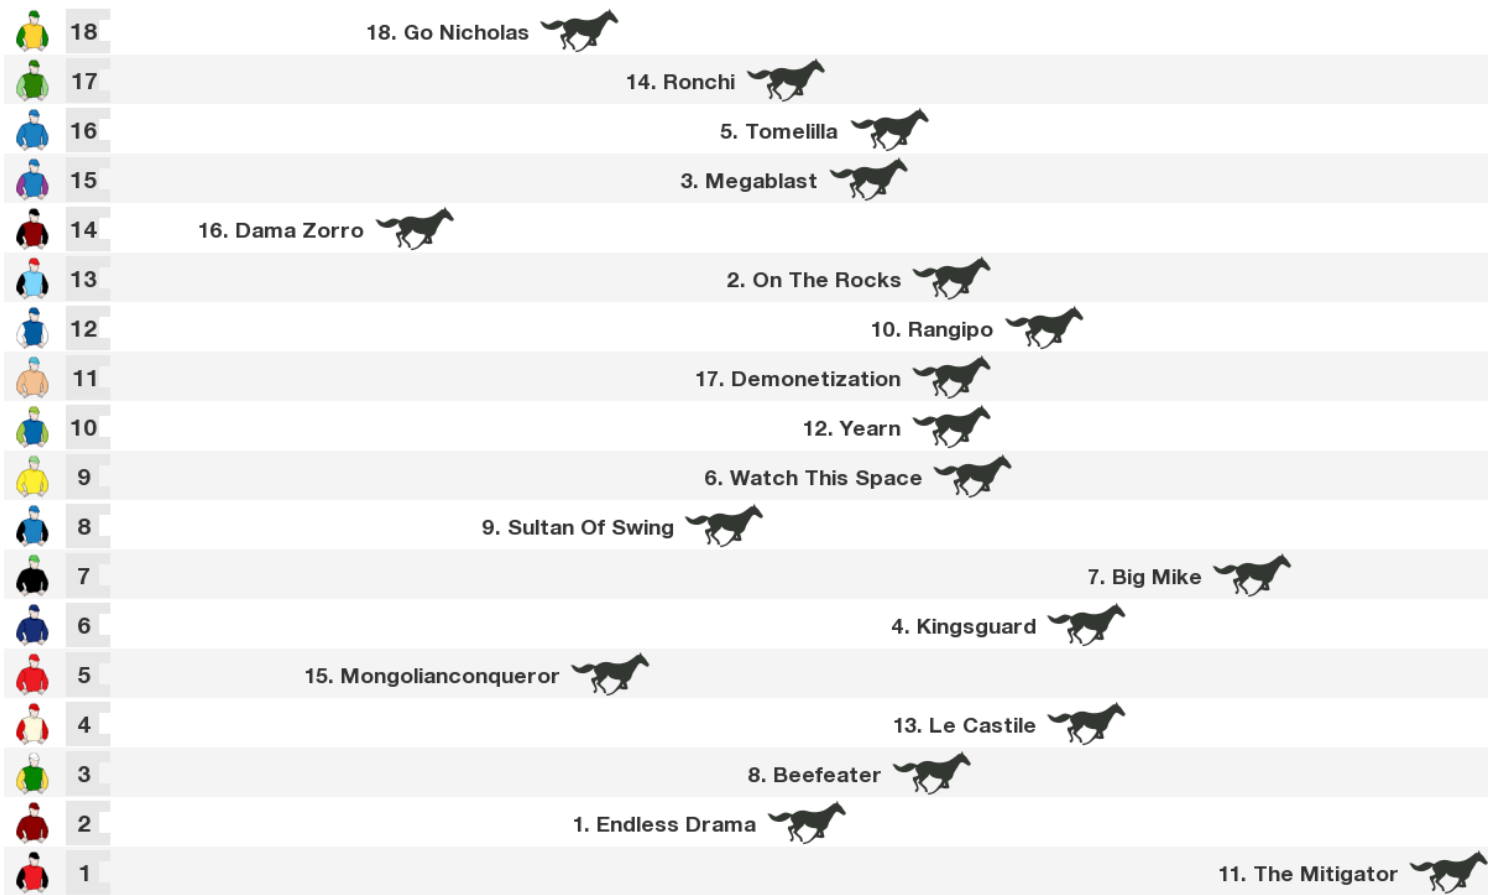 18 18. Go Nicholas
17 14. Ronchi
16 5. Tomelilla
15 3. Megablast
14 16. Dama Zorro
13 2. On The Rocks
12 10. Rangipo
11 17. Demonetization
10 12. Yearn
9 6. Watch This Space
8 9. Sultan Of Swing
7 7. Big Mike
6 4. Kingsguard
5 15. Mongolianconqueror
4 13. Le Castile
3 8. Beefeater
2 1. Endless Drama
1 11. The Mitigator